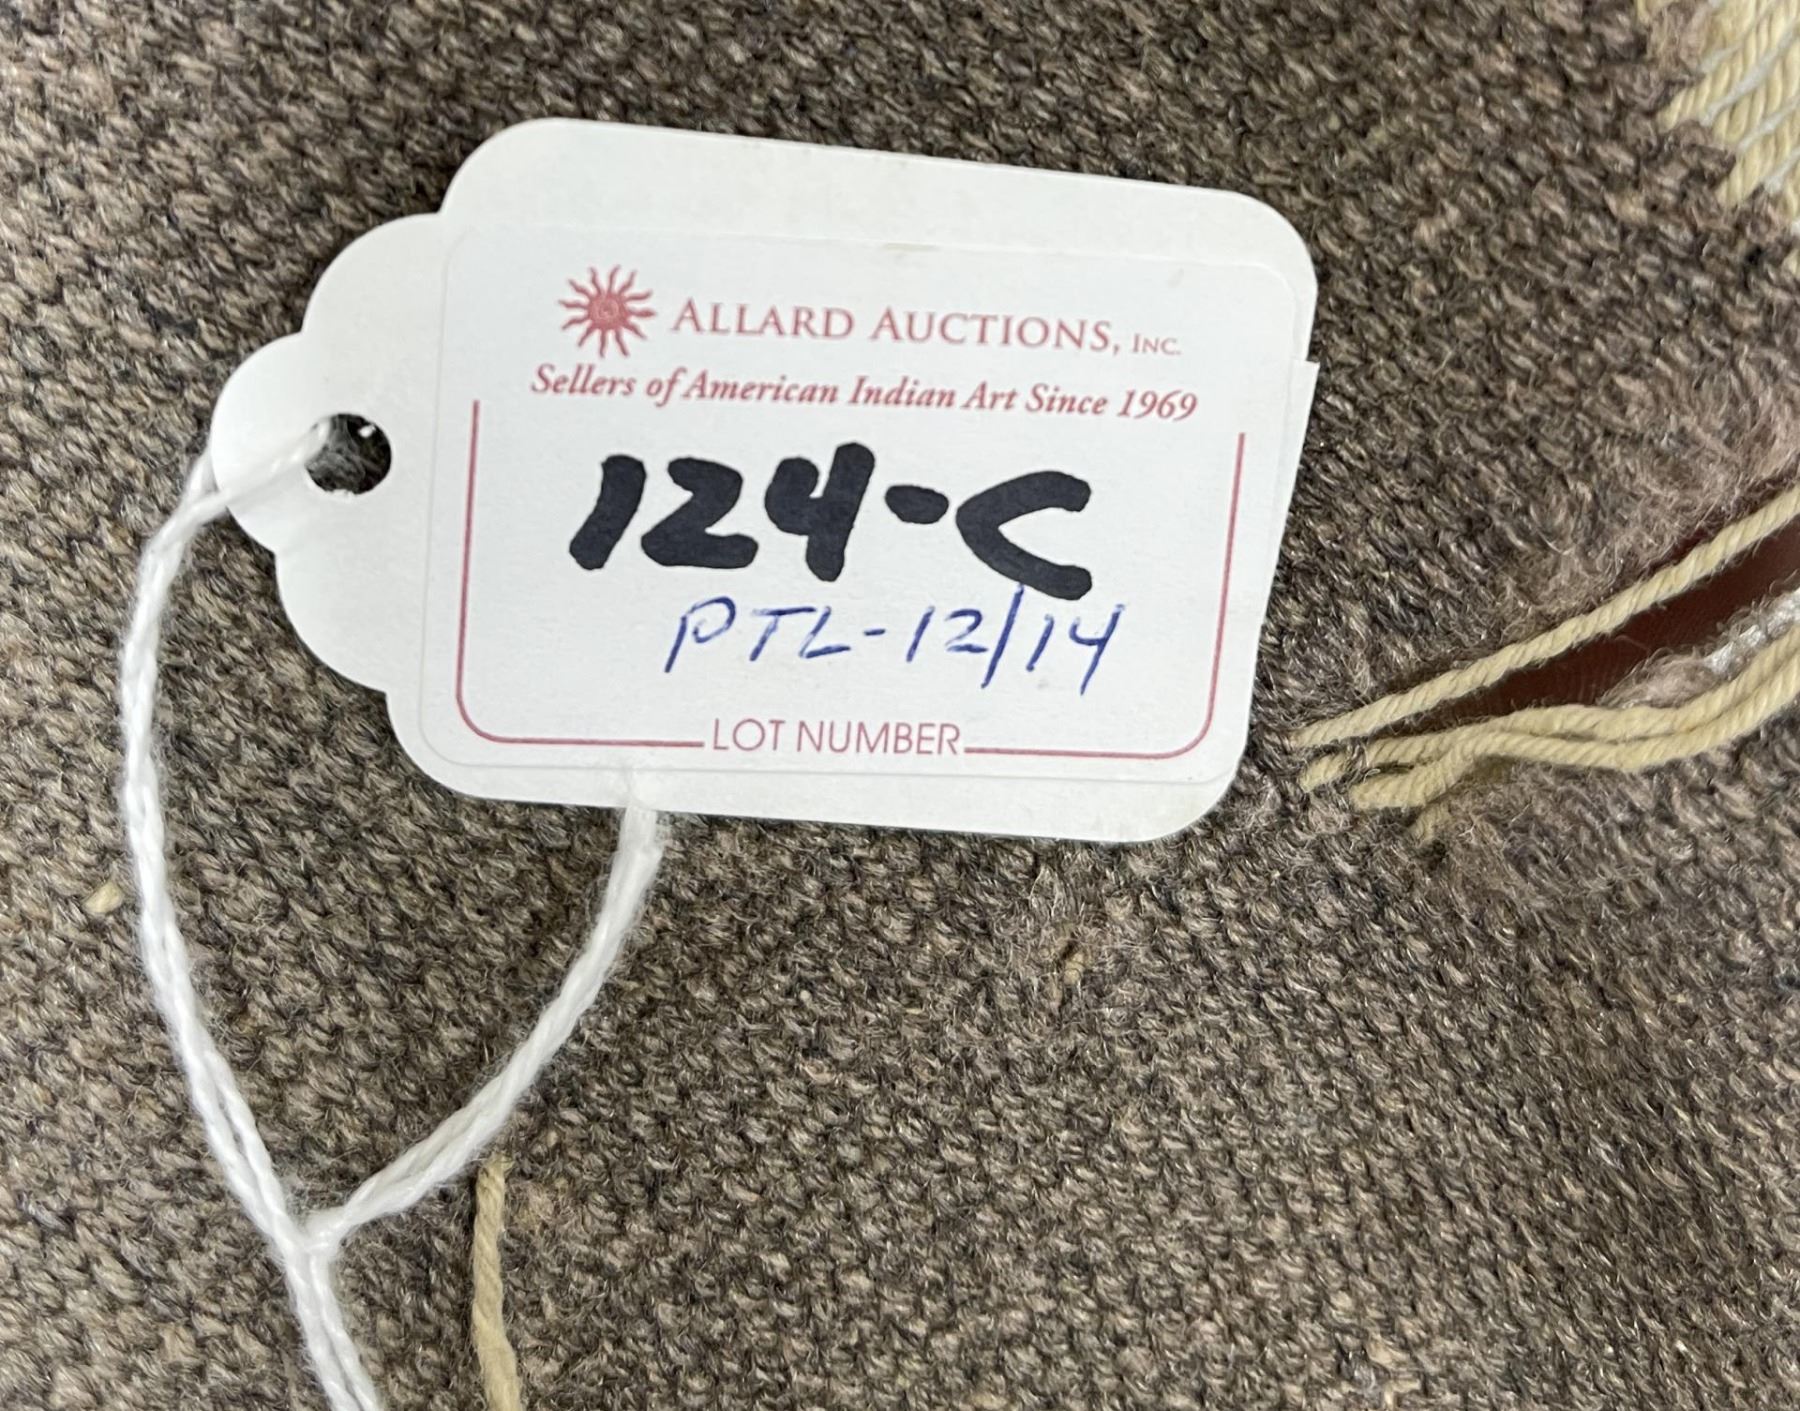 ALLARD AUCTIONS, INC.
Sellers of American Indian Art Since 1969
124-C
PTL-12/14
LOT NUMBER